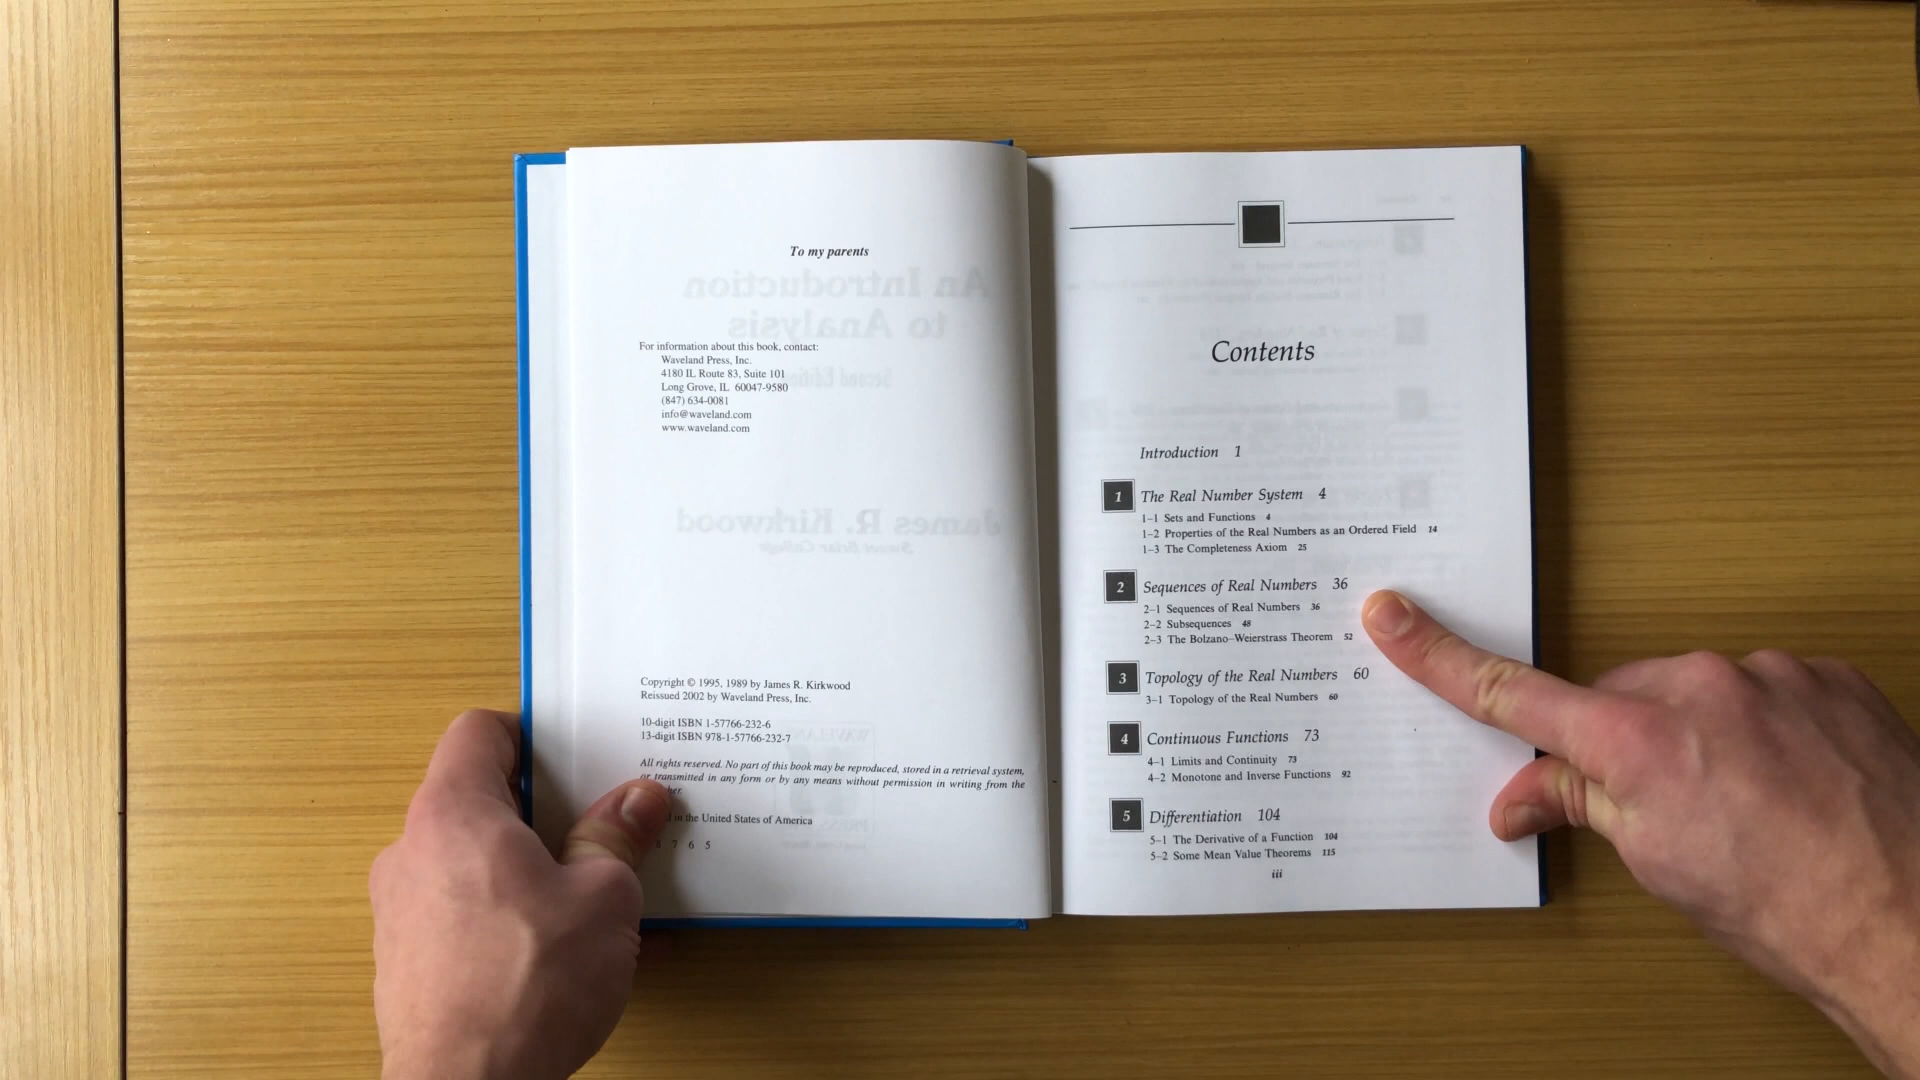 To my parents
For information about this book, contact:
Waveland Press, Inc.
4180 IL Route 83, Suite 101
Long Grove, IL 60047-9580
(847) 634-0081
info@waveland.com
www.waveland.com
Copyright © 1995, 1989 by James R. Kirkwood
Reissued 2002 by Waveland Press, Inc.
10-digit ISBN 1-57766-232-6
13-digit ISBN 978-1-57766-232-7
All rights reserved. No part of this book may be reproduced, stored in a retrieval system,
or transmitted in any form or by any means without permission in writing from the
in the United States of America
8 7 6 5
Contents
Introduction 1
1 The Real Number System 4
1–1 Sets and Functions 4
1–2 Properties of the Real Numbers as an Ordered Field 14
1–3 The Completeness Axiom 25
2 Sequences of Real Numbers 36
2–1 Sequences of Real Numbers 36
2–2 Subsequences 48
2–3 The Bolzano–Weierstrass Theorem 52
3 Topology of the Real Numbers 60
3–1 Topology of the Real Numbers 60
4 Continuous Functions 73
4–1 Limits and Continuity 73
4–2 Monotone and Inverse Functions 92
5 Differentiation 104
5–1 The Derivative of a Function 104
5–2 Some Mean Value Theorems 115
iii